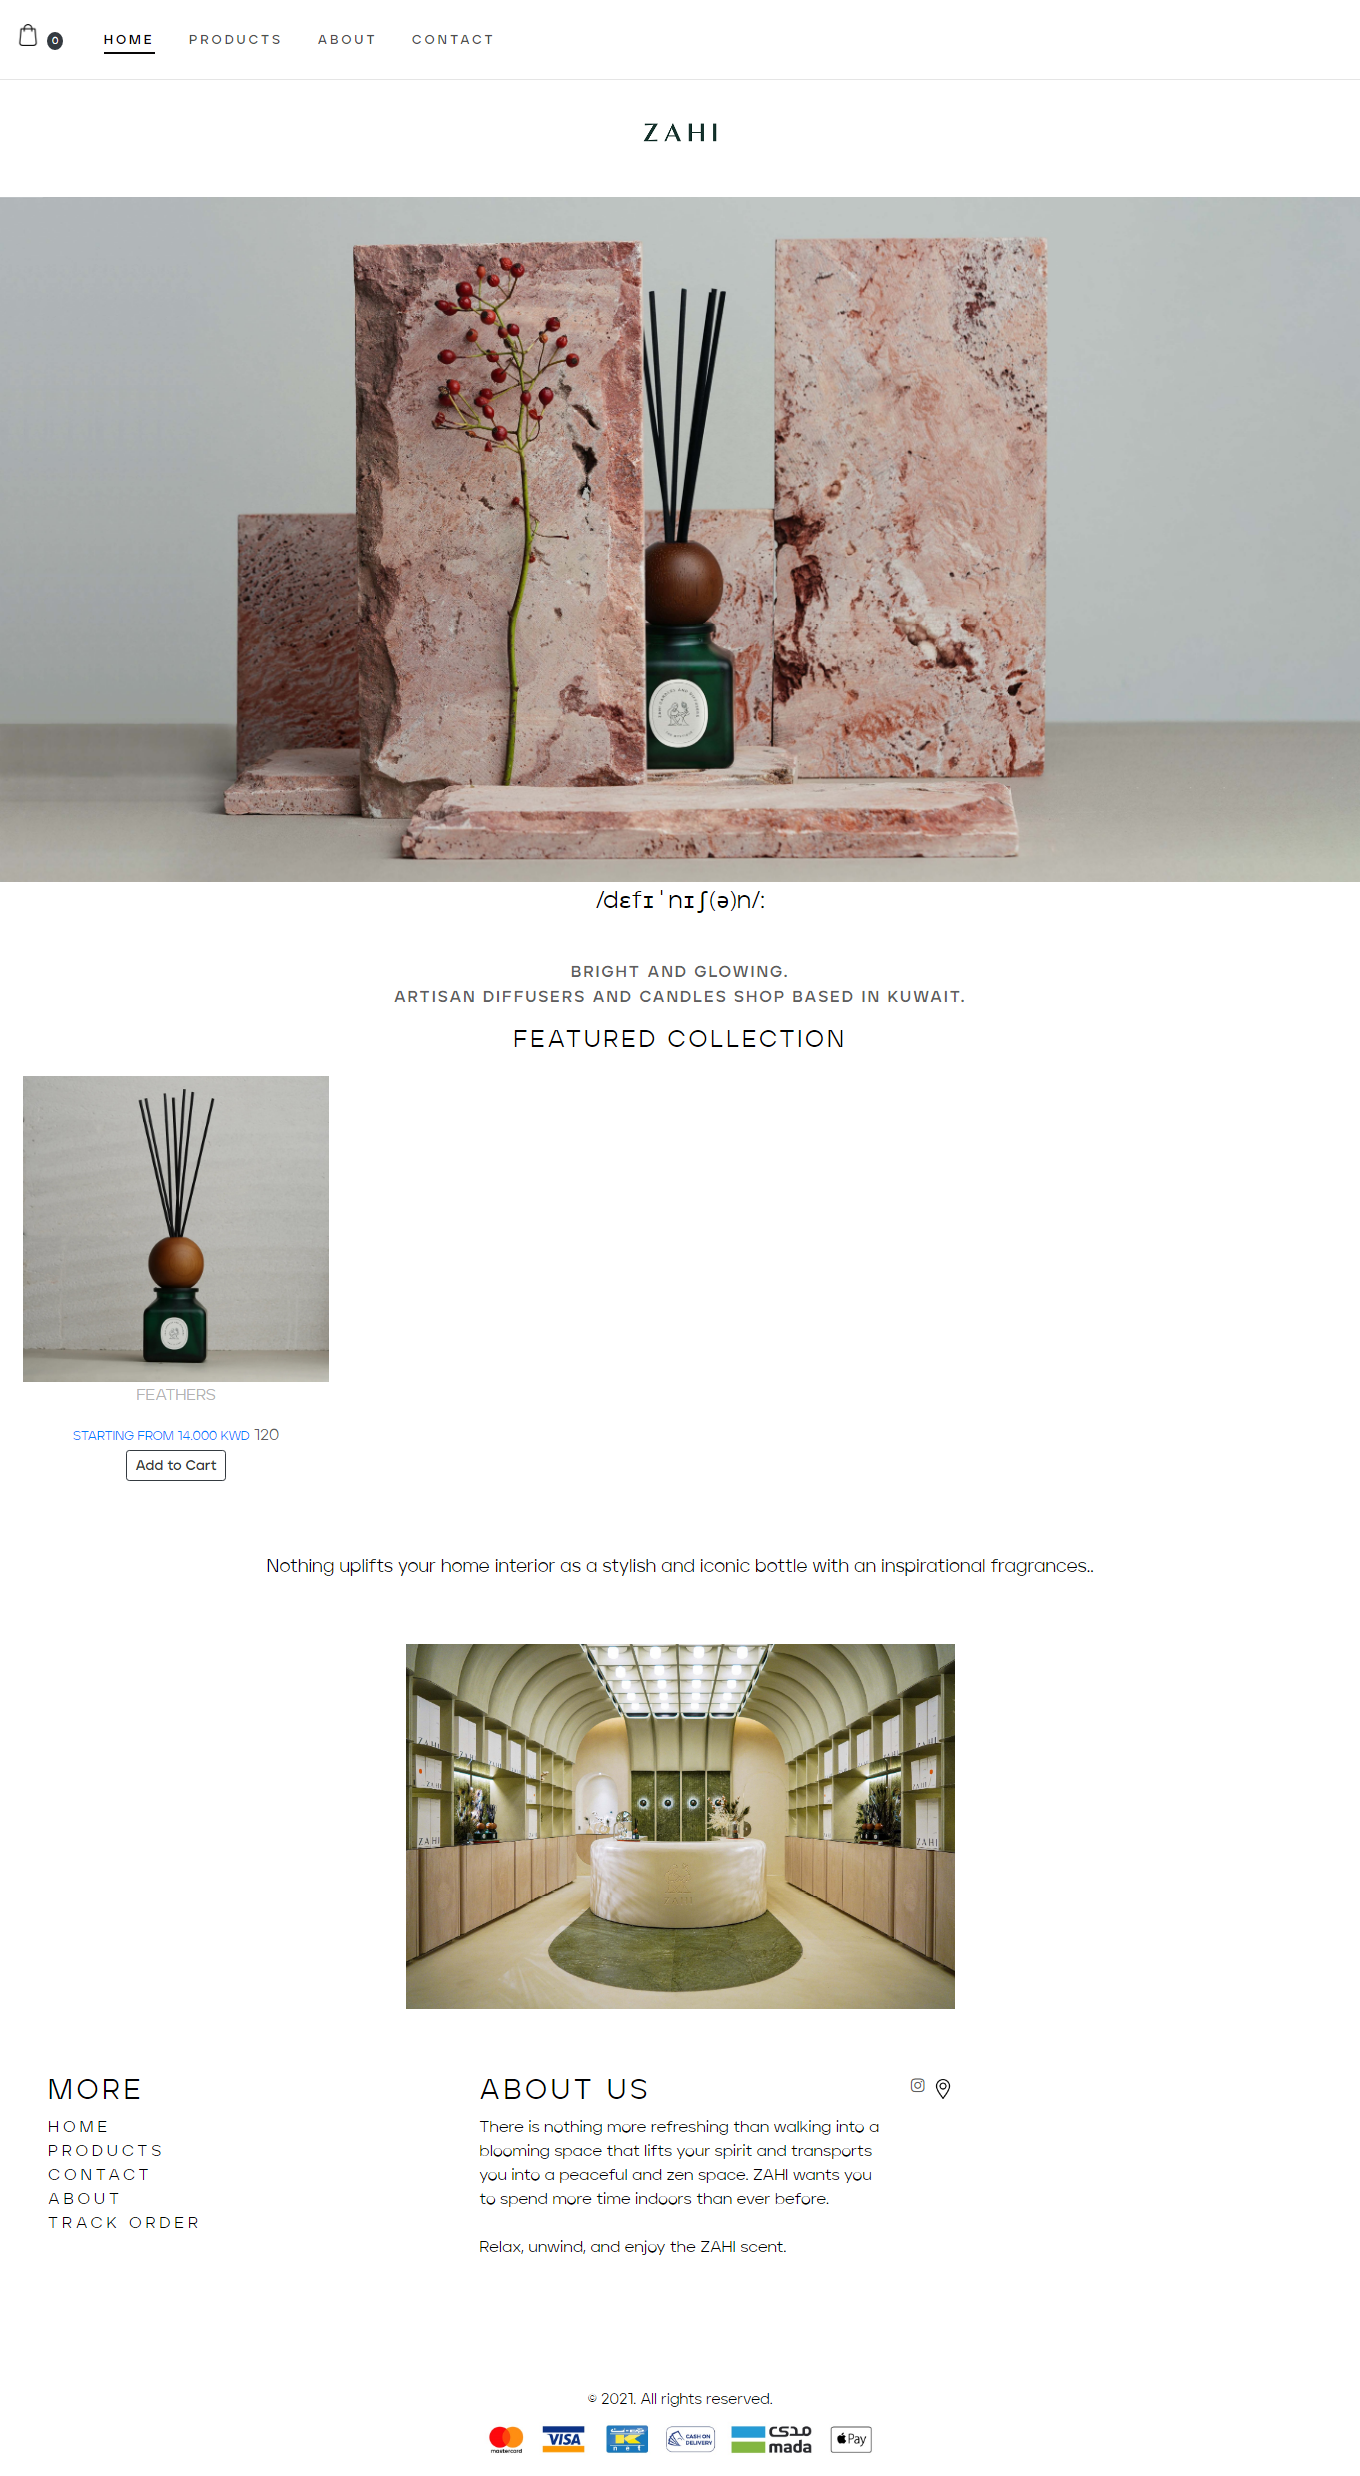 0
HOME
PRODUCTS
ABOUT
CONTACT
ZAHI
/dɛfɪˈnɪʃ(ə)n/:
BRIGHT AND GLOWING.
ARTISAN DIFFUSERS AND CANDLES SHOP BASED IN KUWAIT.
FEATURED COLLECTION
FEATHERS
STARTING FROM 14.000 KWD 120
Add to Cart
Nothing uplifts your home interior as a stylish and iconic bottle with an inspirational fragrances..
ZAHI
ZAHI
MORE
HOME
PRODUCTS
CONTACT
ABOUT
TRACK ORDER
ABOUT US
There is nothing more refreshing than walking into a
blooming space that lifts your spirit and transports
you into a peaceful and zen space. ZAHI wants you
to spend more time indoors than ever before.
Relax, unwind, and enjoy the ZAHI scent.
© 2021. All rights reserved.
mastercard
VISA
K net
CASH ON
DELIVERY
مدى
mada
Pay